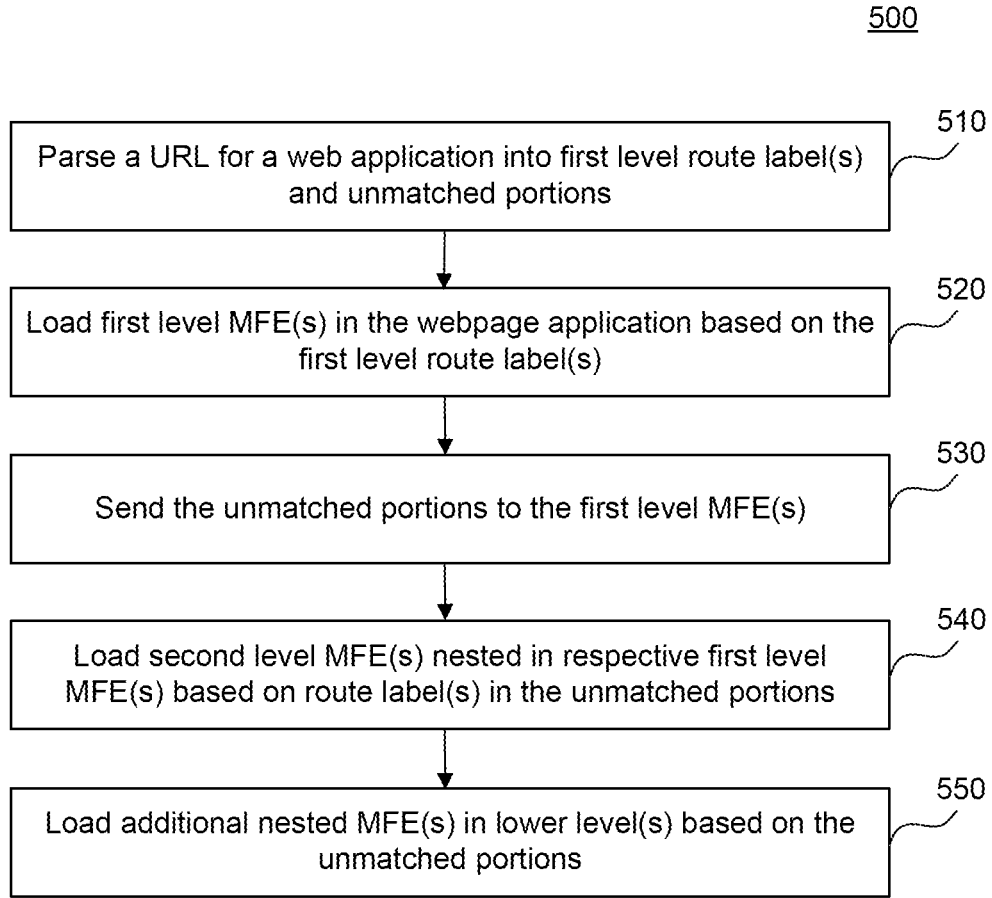 500
510
Parse a URL for a web application into first level route label(s)
and unmatched portions
520
Load first level MFE(s) in the webpage application based on the
first level route label(s)
530
Send the unmatched portions to the first level MFE(s)
540
Load second level MFE(s) nested in respective first level
MFE(s) based on route label(s) in the unmatched portions
550
Load additional nested MFE(s) in lower level(s) based on the
unmatched portions